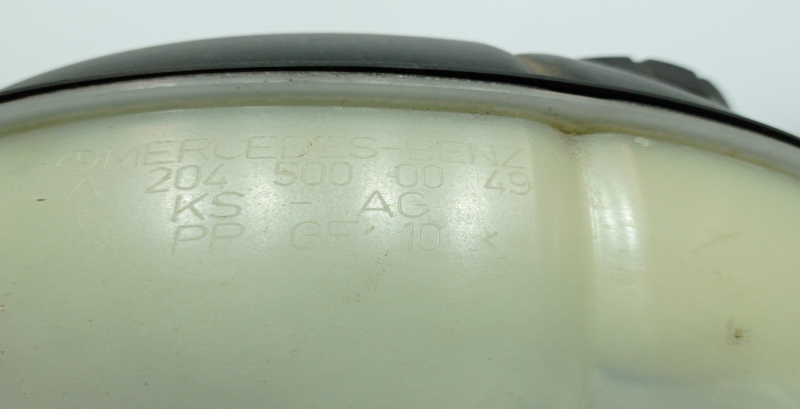 MERCEDES-BENZ
A 204 500 00 49
KS - AG
PP GF 10 <